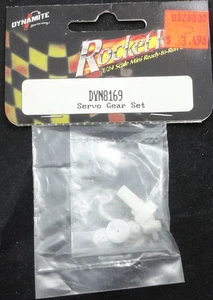 DYNAMITE
Rocket
1/24 Scale Mini Ready-to-Run
DYN8169
Servo Gear Set